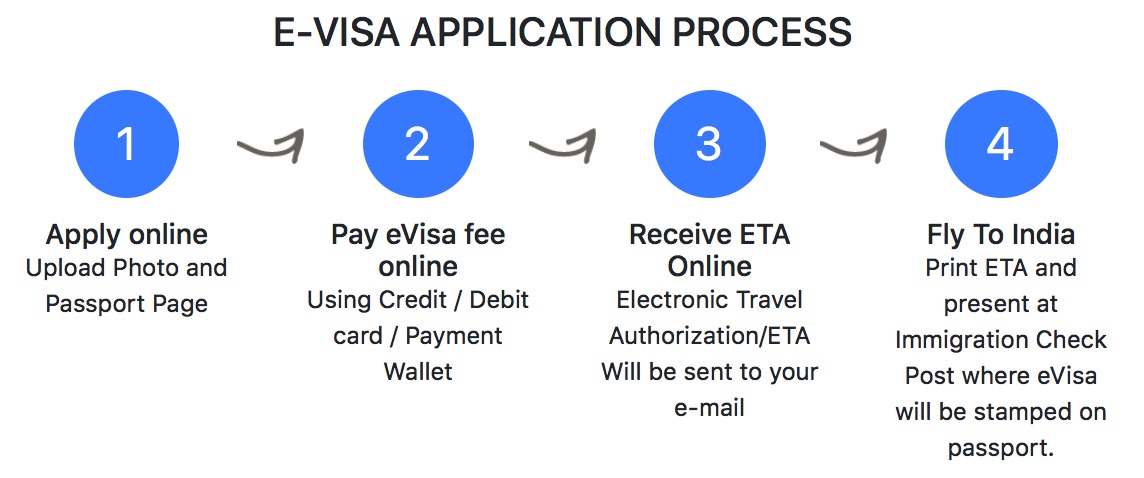 E-VISA APPLICATION PROCESS
1
Apply online
Upload Photo and
Passport Page
2
Pay eVisa fee
online
Using Credit / Debit
card / Payment
Wallet
3
Receive ETA
Online
Electronic Travel
Authorization/ETA
Will be sent to your
e-mail
4
Fly To India
Print ETA and
present at
Immigration Check
Post where eVisa
will be stamped on
passport.